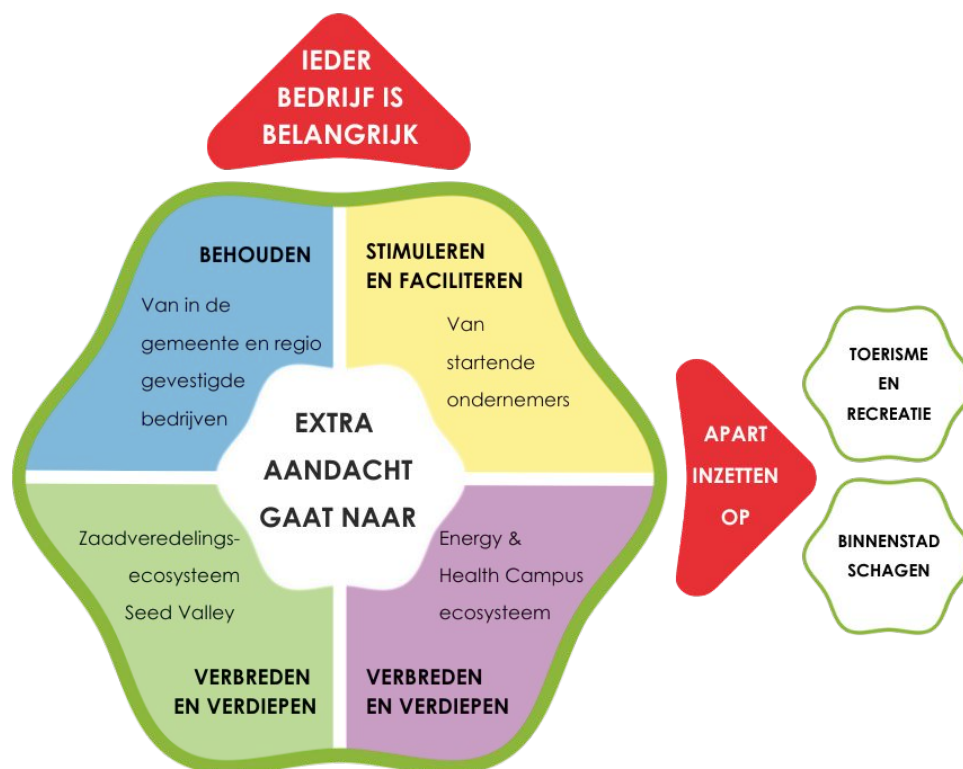 IEDER
BEDRIJF IS
BELANGRIJK
BEHOUDEN
Van in de
gemeente en regio
gevestigde
bedrijven
STIMULEREN
EN FACILITEREN
Van
startende
ondernemers
EXTRA
AANDACHT
GAAT NAAR
Zaadveredelings-
ecosysteem
Seed Valley
VERBREDEN
EN VERDIEPEN
Energy &
Health Campus
ecosysteem
VERBREDEN
EN VERDIEPEN
APART
INZETTEN
OP
TOERISME
EN
RECREATIE
BINNENSTAD
SCHAGEN